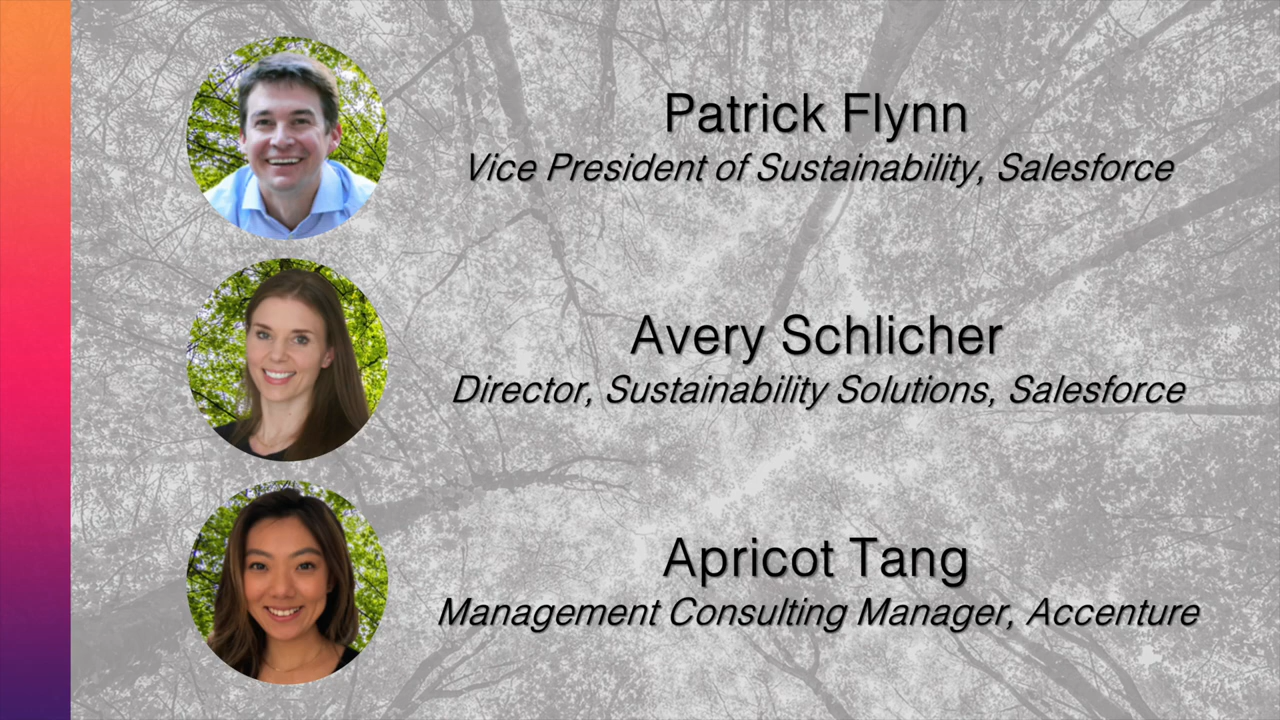 Patrick Flynn
Vice President of Sustainability, Salesforce
Avery Schlicher
Director, Sustainability Solutions, Salesforce
Apricot Tang
Management Consulting Manager, Accenture